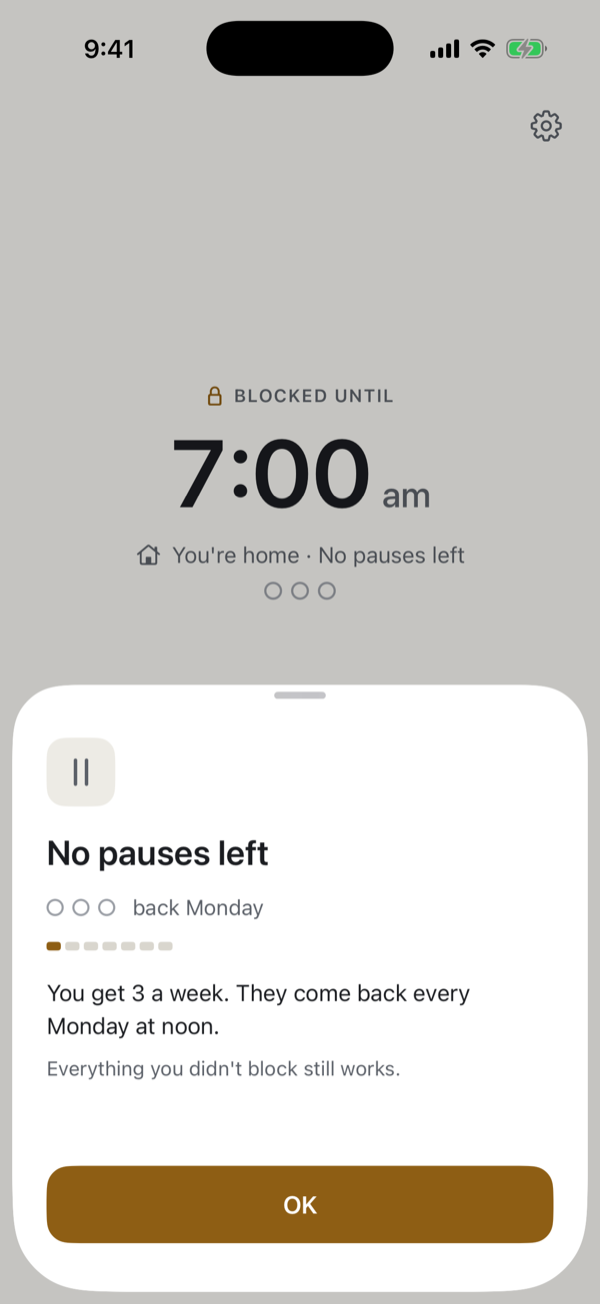 9:41
BLOCKED UNTIL
7:00 am
You're home · No pauses left
No pauses left
back Monday
You get 3 a week. They come back every
Monday at noon.
Everything you didn't block still works.
OK